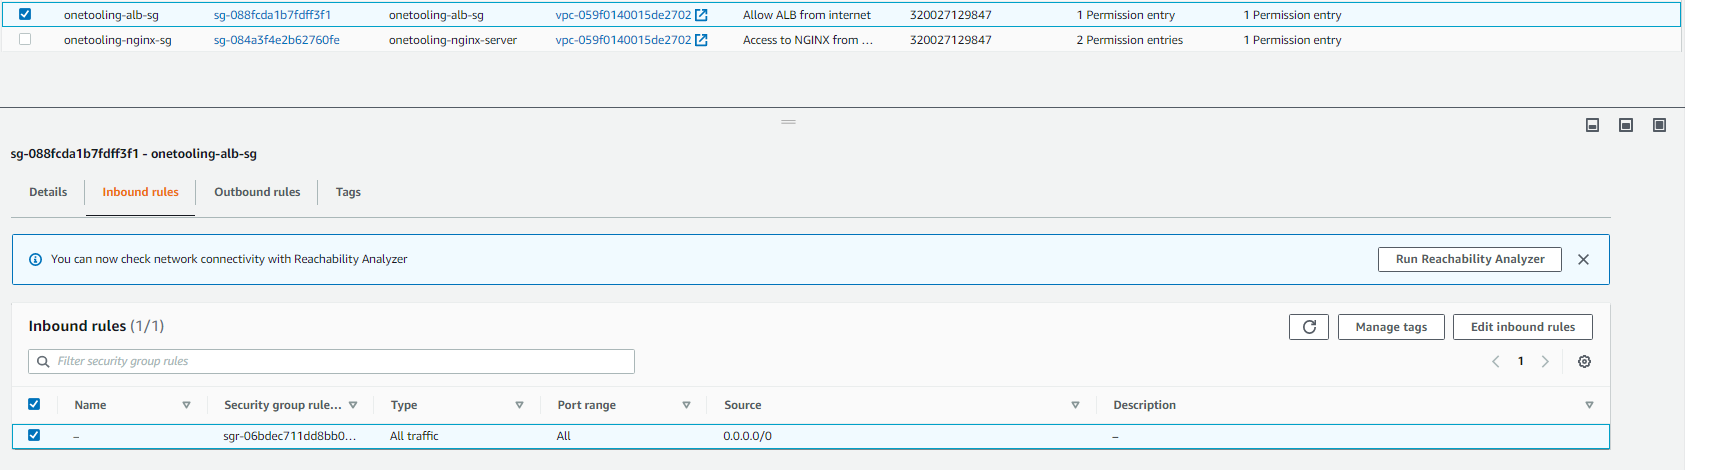 onetooling-alb-sg sg-088fcda1b7fdff3f1 onetooling-alb-sg vpc-059f0140015de2702 Allow ALB from internet 320027129847 1 Permission entry 1 Permission entry
onetooling-nginx-sg sg-084a3f4e2b62760fe onetooling-nginx-server vpc-059f0140015de2702 Access to NGINX from ... 320027129847 2 Permission entries 1 Permission entry
sg-088fcda1b7fdff3f1 - onetooling-alb-sg
Details Inbound rules Outbound rules Tags
You can now check network connectivity with Reachability Analyzer Run Reachability Analyzer
Inbound rules (1/1) Manage tags Edit inbound rules
Filter security group rules 1
Name Security group rule... Type Port range Source Description
– sgr-06bdec711dd8bb0... All traffic All 0.0.0.0/0 –